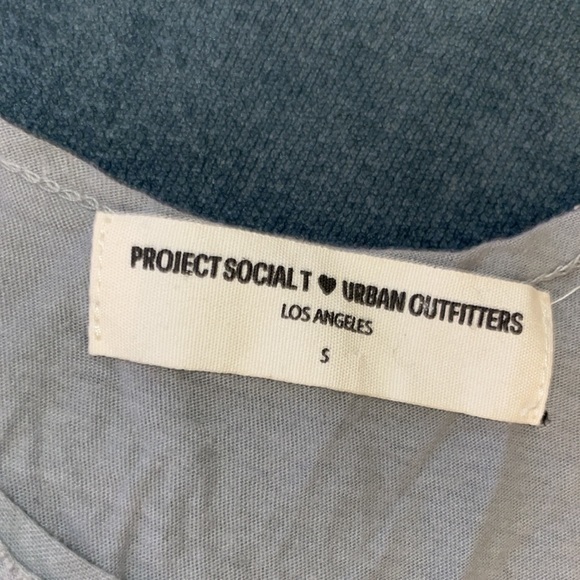 PROJECT SOCIAL T ♥ URBAN OUTFITTERS
LOS ANGELES
S